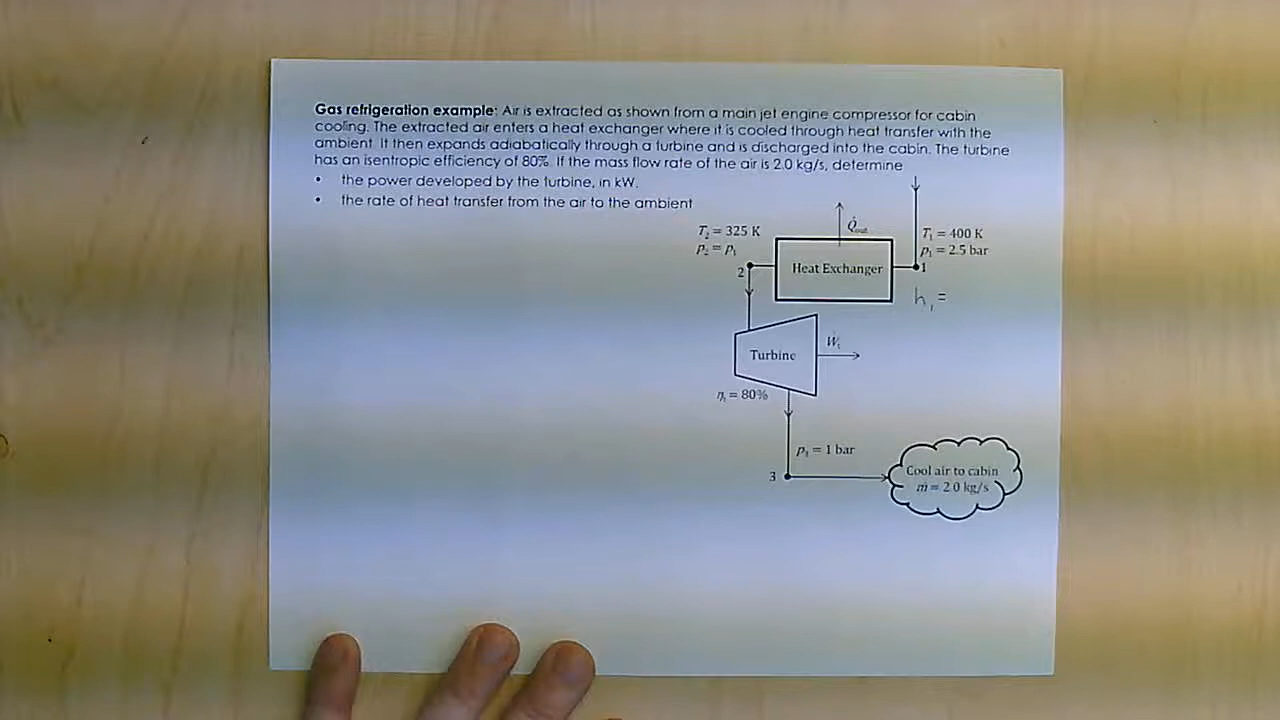 Gas refrigeration example: Air is extracted as shown from a main jet engine compressor for cabin
cooling. The extracted air enters a heat exchanger where it is cooled through heat transfer with the
ambient. It then expands adiabatically through a turbine and is discharged into the cabin. The turbine
has an isentropic efficiency of 80%. If the mass flow rate of the air is 2.0 kg/s, determine
• the power developed by the turbine, in kW.
• the rate of heat transfer from the air to the ambient
T₂ = 325 K
p₂ = p₁
Q̇out
T₁ = 400 K
p₁ = 2.5 bar
2
Heat Exchanger
1
h₁ =
Turbine
Ẇt
ηt = 80%
p₃ = 1 bar
3
Cool air to cabin
ṁ = 2.0 kg/s